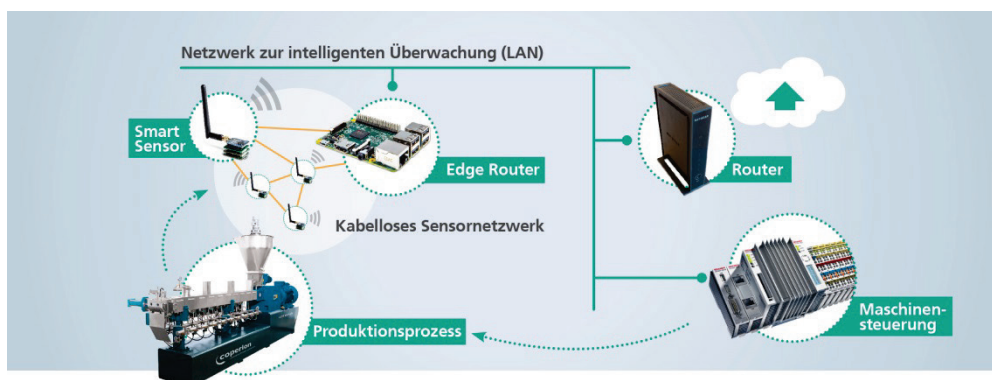 Netzwerk zur intelligenten Überwachung (LAN)
Smart
Sensor
Edge Router
Router
Kabelloses Sensornetzwerk
Produktionsprozess
coperion
Maschinen-
steuerung